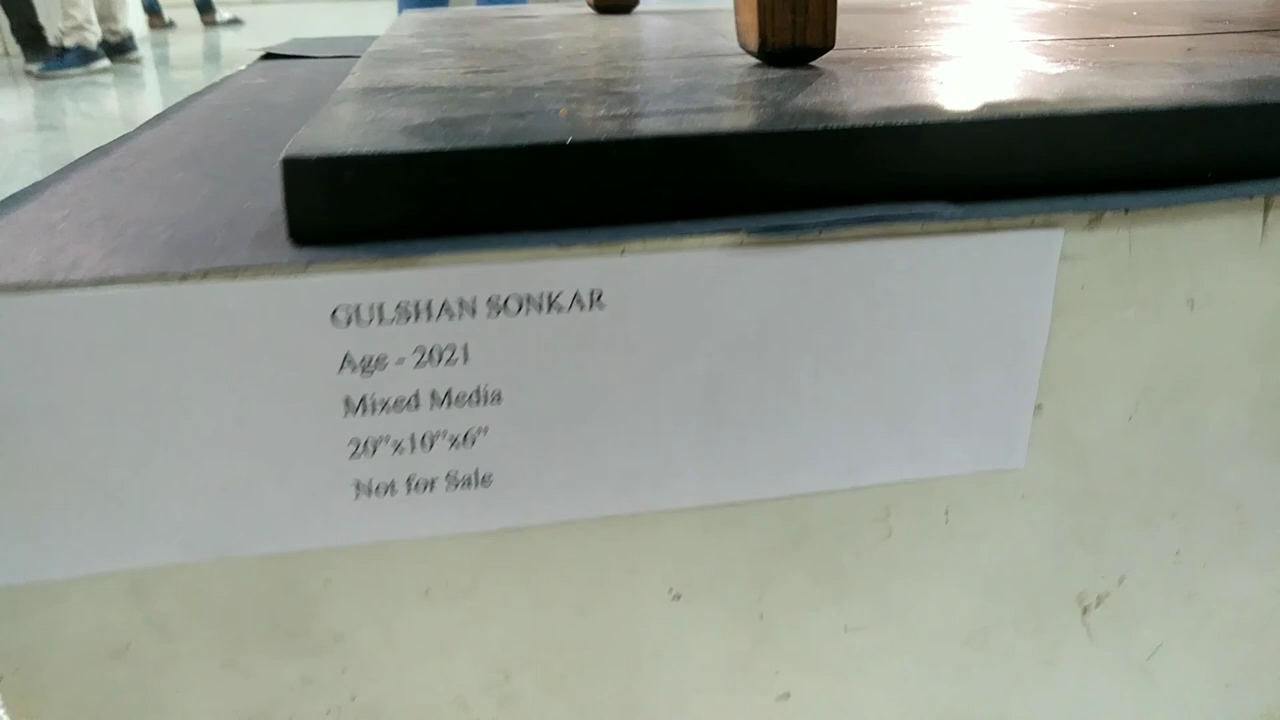 GULSHAN SONKAR
Age - 2021
Mixed Media
20"x10"x6"
Not for Sale